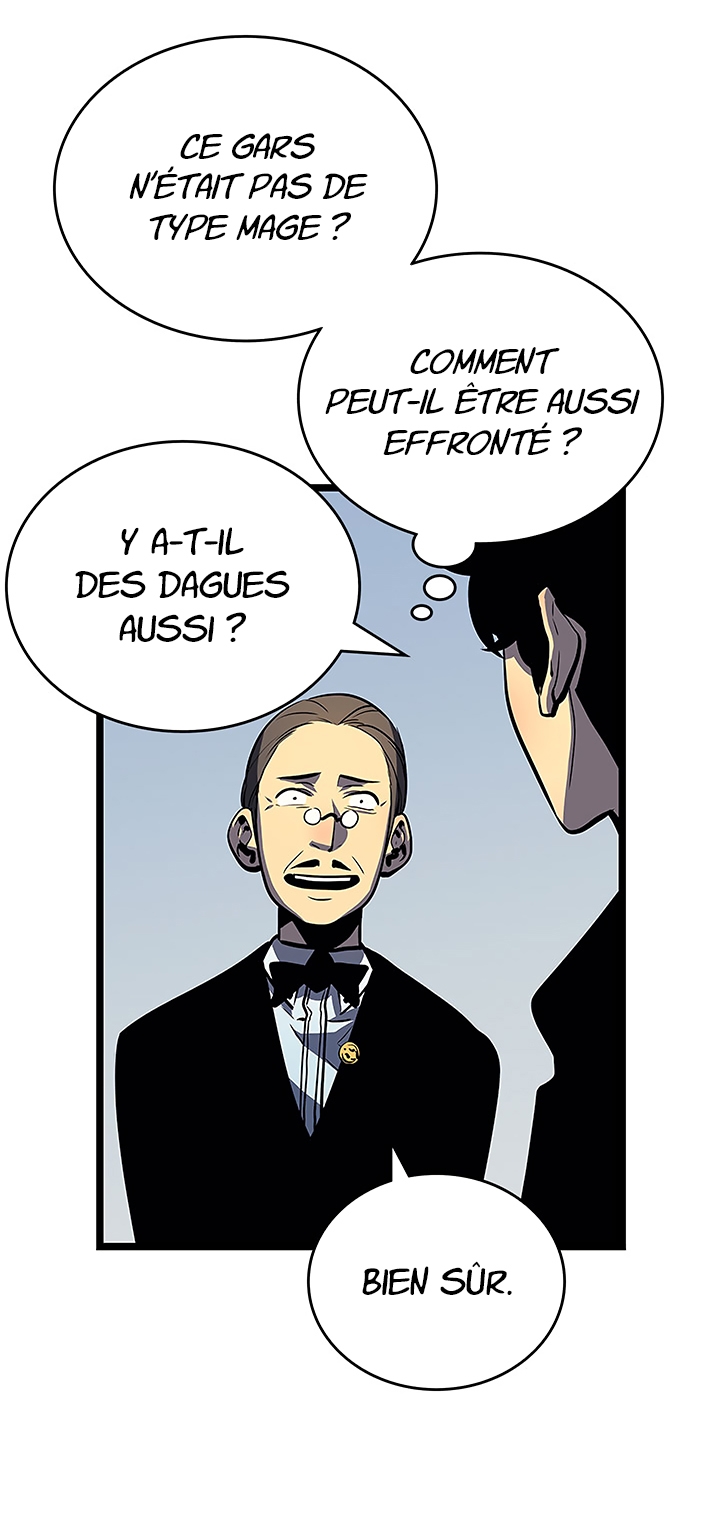 CE GARS
N'ÉTAIT PAS DE
TYPE MAGE ?
COMMENT
PEUT-IL ÊTRE AUSSI
EFFRONTÉ ?
Y A-T-IL
DES DAGUES
AUSSI ?
BIEN SÛR.